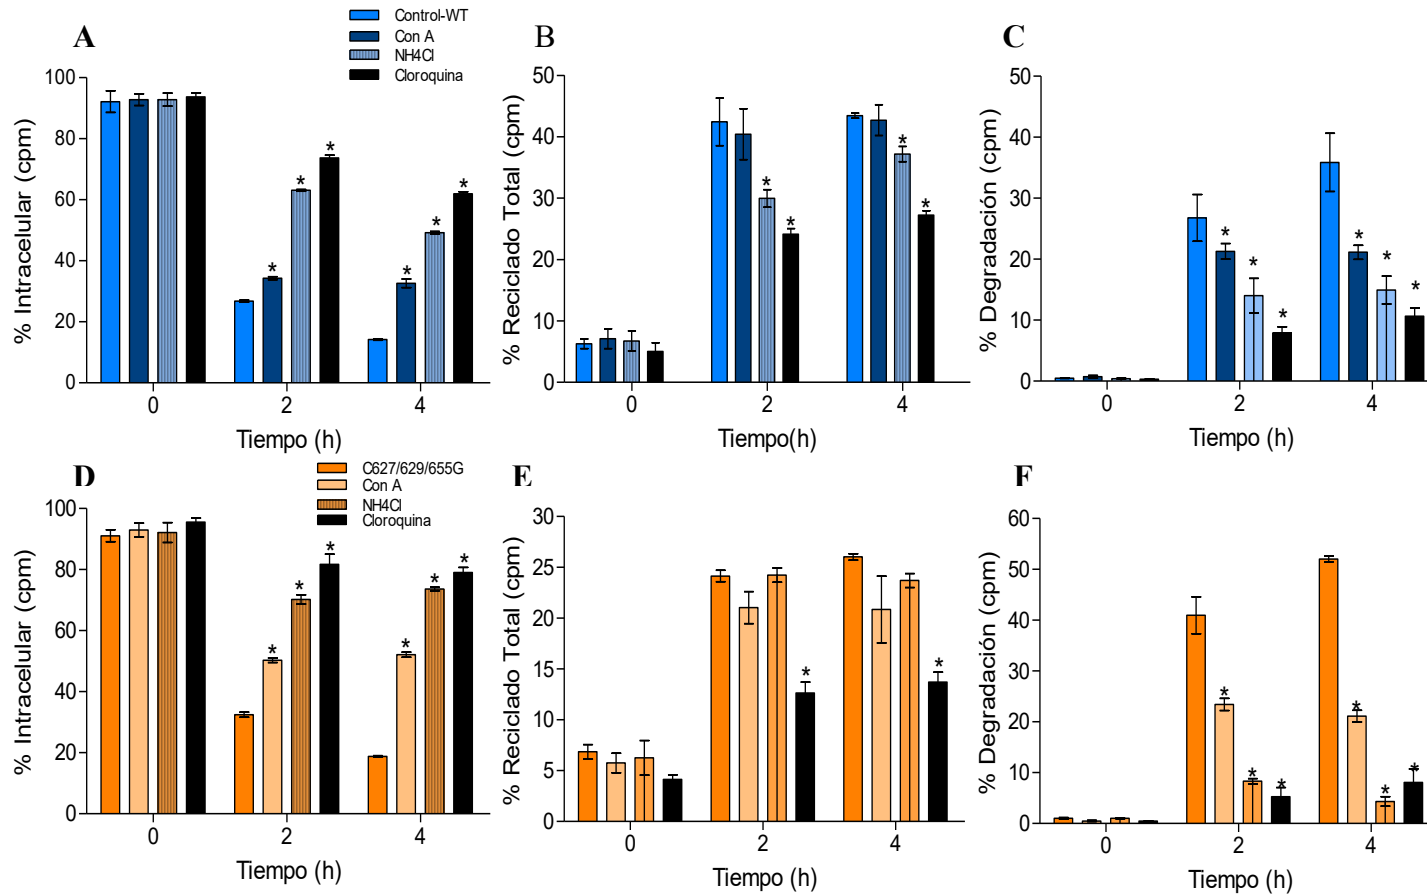 A
Control-WT
Con A
NH4Cl
Cloroquina
% Intracelular (cpm)
100
80
60
40
20
0
* * * * * *
0 2 4
Tiempo (h)
B
% Reciclado Total (cpm)
50
40
30
20
10
0
* * * *
0 2 4
Tiempo(h)
C
% Degradación (cpm)
50
40
30
20
10
0
* * * * * *
0 2 4
Tiempo (h)
D
C627/629/655G
Con A
NH4Cl
Cloroquina
% Intracelular (cpm)
100
80
60
40
20
0
* * * * * *
0 2 4
Tiempo (h)
E
% Reciclado Total (cpm)
30
25
20
15
10
5
0
* *
0 2 4
Tiempo (h)
F
% Degradación (cpm)
60
50
40
30
20
10
0
* * * * * *
0 2 4
Tiempo (h)